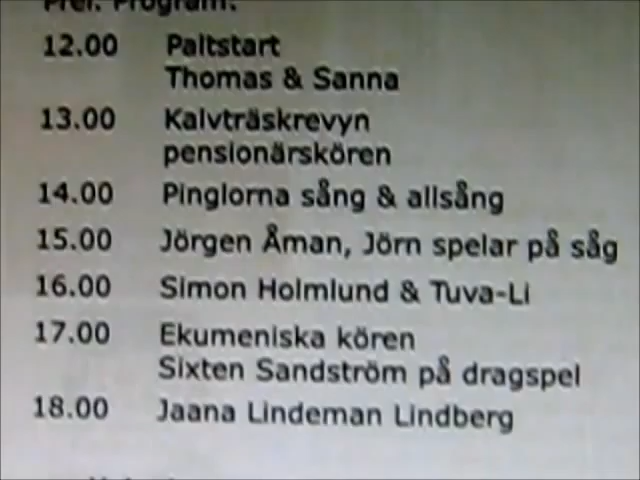 Prel. Program:
12.00 Paltstart
Thomas & Sanna
13.00 Kalvträskrevyn
pensionärskören
14.00 Pinglorna sång & allsång
15.00 Jörgen Åman, Jörn spelar på såg
16.00 Simon Holmlund & Tuva-Li
17.00 Ekumeniska kören
Sixten Sandström på dragspel
18.00 Jaana Lindeman Lindberg